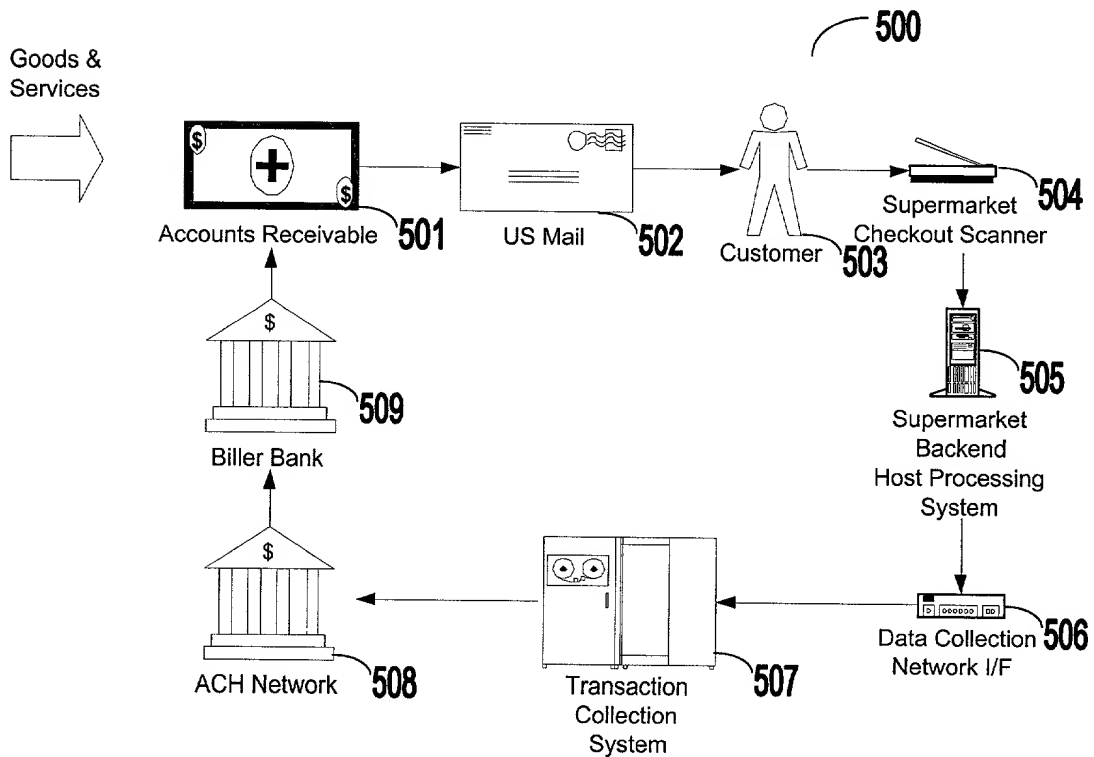 500
Goods &
Services
$
$
Accounts Receivable 501
US Mail 502
Customer 503
504
Supermarket
Checkout Scanner
$
509
Biller Bank
505
Supermarket
Backend
Host Processing
System
$
ACH Network 508
Transaction
Collection
System
507
Data Collection
Network I/F
506